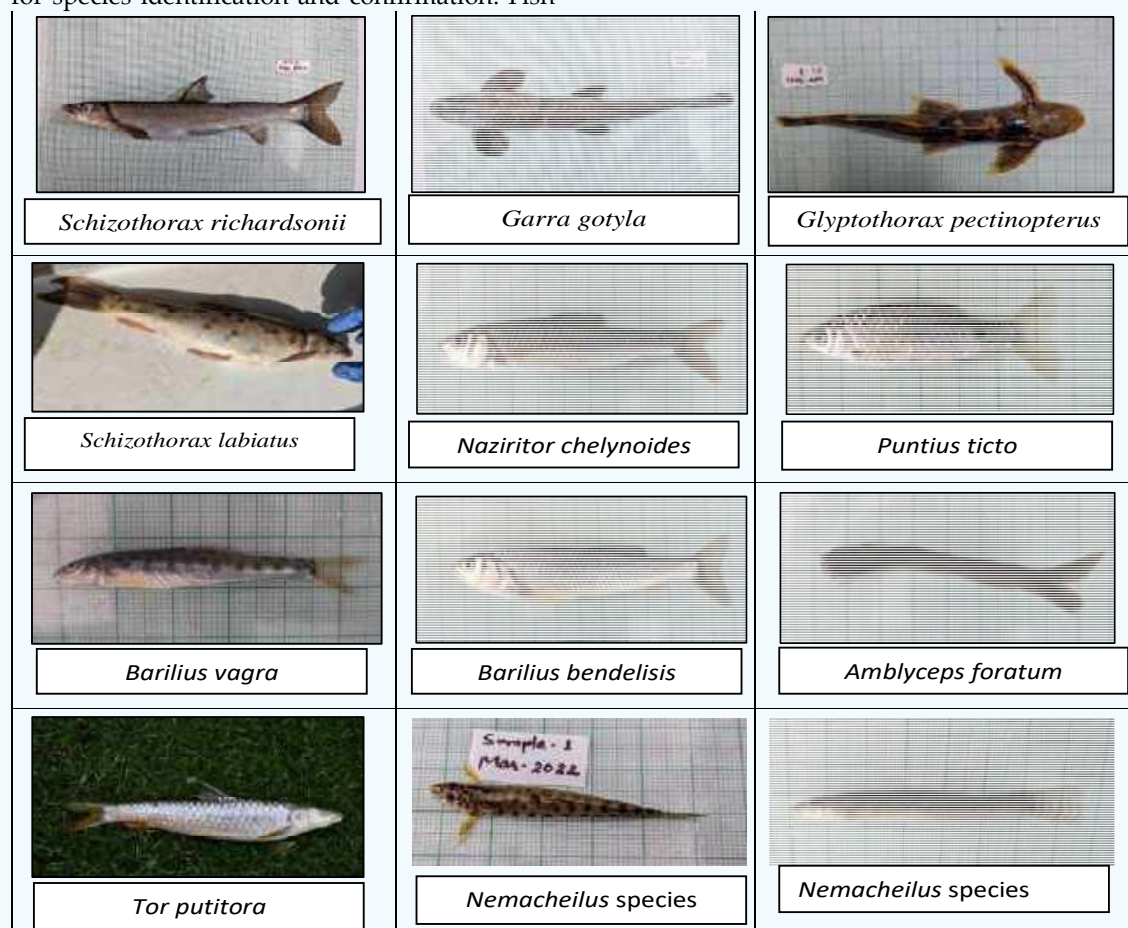 for species identification and confirmation. Fish
Schizothorax richardsonii
Garra gotyla
Glyptothorax pectinopterus
Schizothorax labiatus
Naziritor chelynoides
Puntius ticto
Barilius vagra
Barilius bendelisis
Amblyceps foratum
Sample - 1
Mar - 2022
Tor putitora
Nemacheilus species
Nemacheilus species